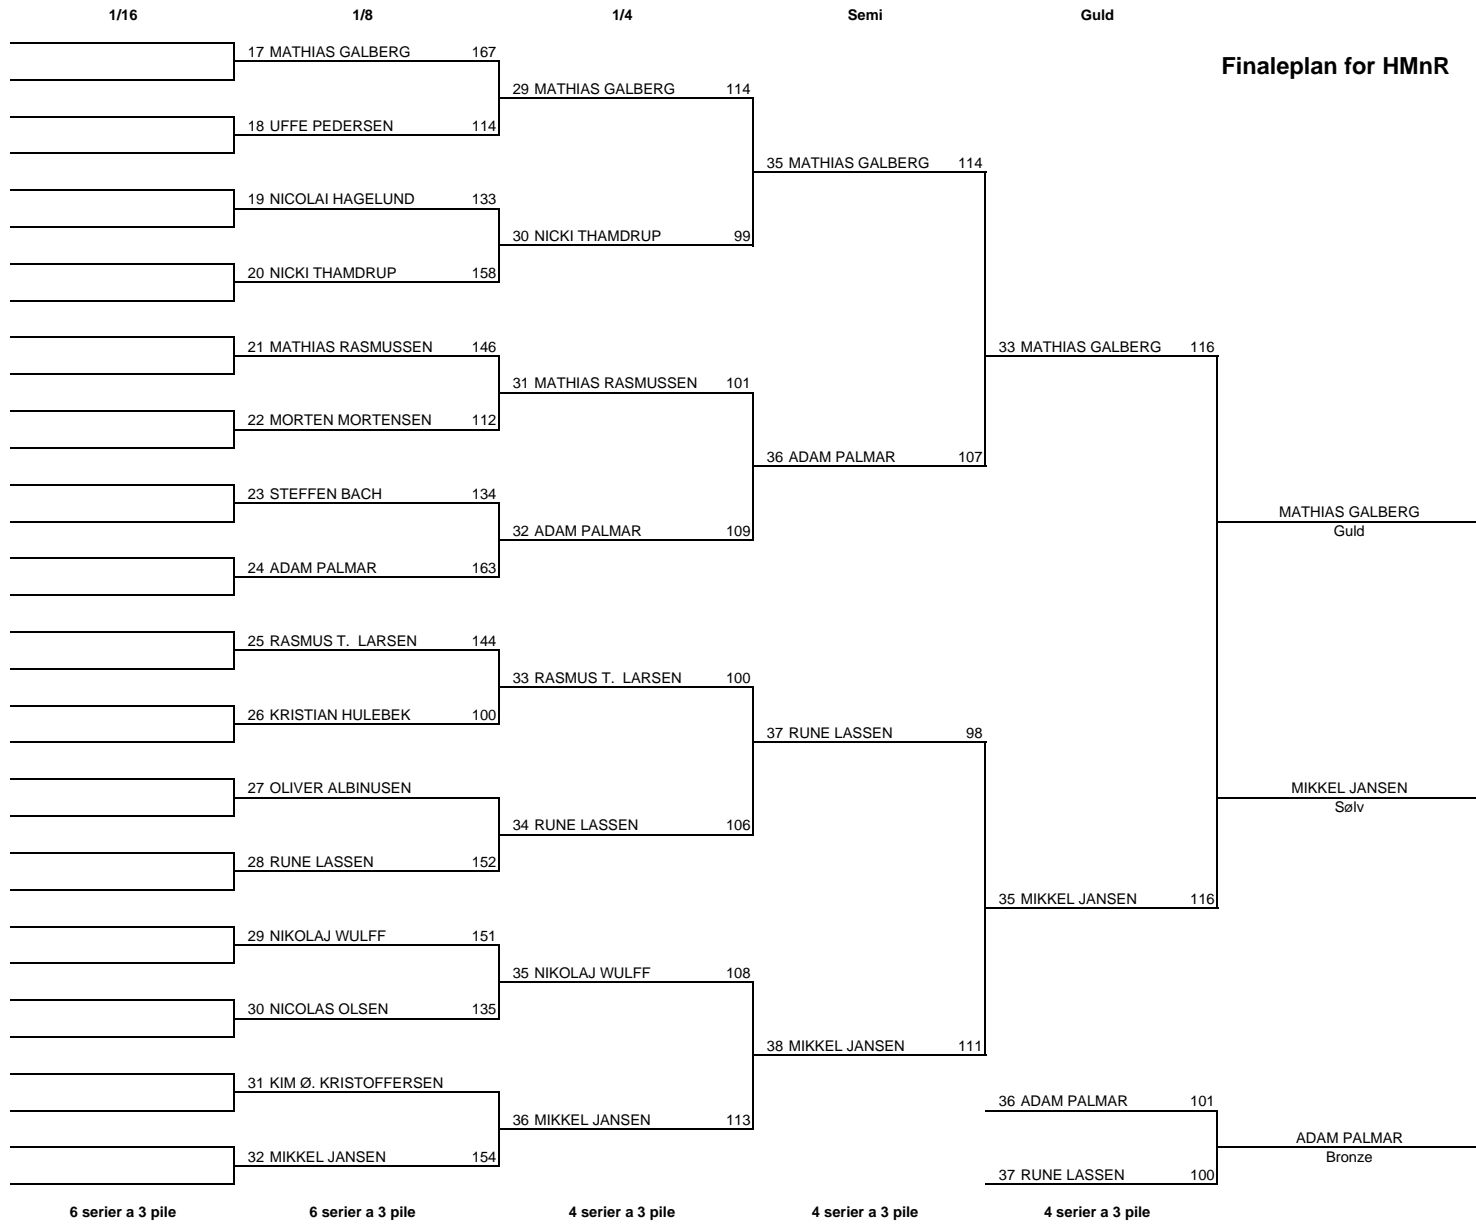 1/16 1/8 1/4 Semi Guld
Finaleplan for HMnR
17 MATHIAS GALBERG 167
29 MATHIAS GALBERG 114
18 UFFE PEDERSEN 114
35 MATHIAS GALBERG 114
19 NICOLAI HAGELUND 133
30 NICKI THAMDRUP 99
20 NICKI THAMDRUP 158
21 MATHIAS RASMUSSEN 146
33 MATHIAS GALBERG 116
31 MATHIAS RASMUSSEN 101
22 MORTEN MORTENSEN 112
36 ADAM PALMAR 107
23 STEFFEN BACH 134
MATHIAS GALBERG
Guld
32 ADAM PALMAR 109
24 ADAM PALMAR 163
25 RASMUS T. LARSEN 144
33 RASMUS T. LARSEN 100
26 KRISTIAN HULEBEK 100
37 RUNE LASSEN 98
27 OLIVER ALBINUSEN
MIKKEL JANSEN
Sølv
34 RUNE LASSEN 106
28 RUNE LASSEN 152
35 MIKKEL JANSEN 116
29 NIKOLAJ WULFF 151
35 NIKOLAJ WULFF 108
30 NICOLAS OLSEN 135
38 MIKKEL JANSEN 111
31 KIM Ø. KRISTOFFERSEN
36 ADAM PALMAR 101
36 MIKKEL JANSEN 113
ADAM PALMAR
Bronze
32 MIKKEL JANSEN 154
37 RUNE LASSEN 100
6 serier a 3 pile 6 serier a 3 pile 4 serier a 3 pile 4 serier a 3 pile 4 serier a 3 pile